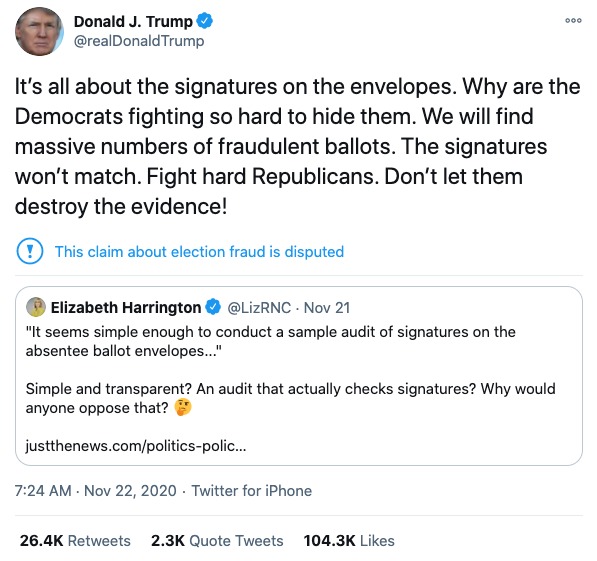 Donald J. Trump
@realDonaldTrump
It's all about the signatures on the envelopes. Why are the
Democrats fighting so hard to hide them. We will find
massive numbers of fraudulent ballots. The signatures
won't match. Fight hard Republicans. Don't let them
destroy the evidence!
This claim about election fraud is disputed
Elizabeth Harrington @LizRNC · Nov 21
"It seems simple enough to conduct a sample audit of signatures on the
absentee ballot envelopes..."
Simple and transparent? An audit that actually checks signatures? Why would
anyone oppose that? 🤔
justthenews.com/politics-polic...
7:24 AM · Nov 22, 2020 · Twitter for iPhone
26.4K Retweets 2.3K Quote Tweets 104.3K Likes